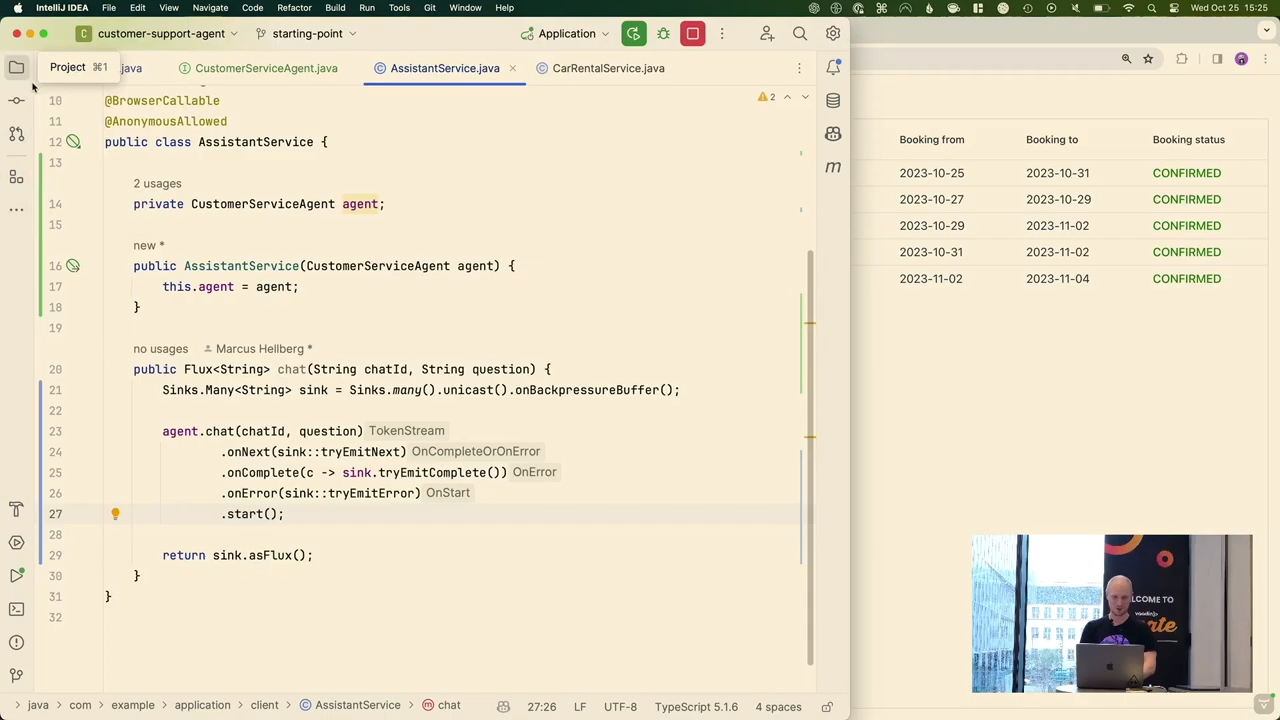 IntelliJ IDEA File Edit View Navigate Code Refactor Build Run Tools Git Window Wed Oct 25 15:26
customer-support-agent starting-point Application
Project ⌘1
.java CustomerServiceAgent.java AssistantService.java CarRentalService.java
2
10 @BrowserCallable
11 @AnonymousAllowed
12 public class AssistantService {
13
2 usages
14 private CustomerServiceAgent agent;
15
new *
16 public AssistantService(CustomerServiceAgent agent) {
17 this.agent = agent;
18 }
19
no usages Marcus Hellberg *
20 public Flux<String> chat(String chatId, String question) {
21 Sinks.Many<String> sink = Sinks.many().unicast().onBackpressureBuffer();
22
23 agent.chat(chatId, question) TokenStream
24 .onNext(sink::tryEmitNext) OnCompleteOrOnError
25 .onComplete(c -> sink.tryEmitComplete()) OnError
26 .onError(sink::tryEmitError) OnStart
27 .start();
28
29 return sink.asFlux();
30 }
31 }
32
java com example application client AssistantService chat 27:26 LF UTF-8 TypeScript 5.1.6 4 spaces
Booking from Booking to Booking status
2023-10-25 2023-10-31 CONFIRMED
2023-10-27 2023-10-29 CONFIRMED
2023-10-29 2023-11-02 CONFIRMED
2023-10-31 2023-11-02 CONFIRMED
2023-11-02 2023-11-04 CONFIRMED
LCOME TO